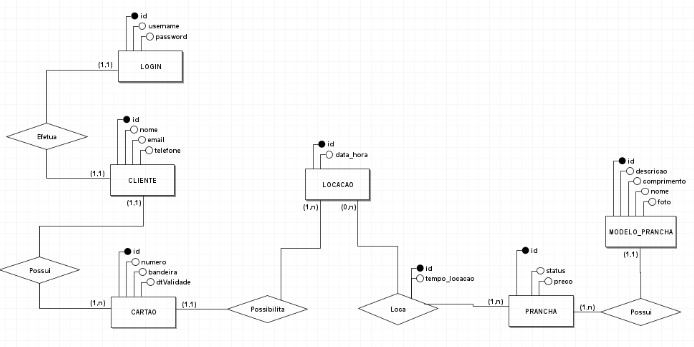 id
username
password
(1,1)
LOGIN
Efetua
id
nome
email
telefone
(1,1)
CLIENTE
(1,1)
Possui
id
numero
bandeira
dtValidade
(1,n)
CARTAO
(1,1)
Possibilita
id
data_hora
LOCACAO
(1,n)
(0,n)
id
tempo_locacao
Loca
(1,n)
id
status
preco
PRANCHA
(1,n)
Possui
id
descricao
comprimento
nome
foto
MODELO_PRANCHA
(1,1)